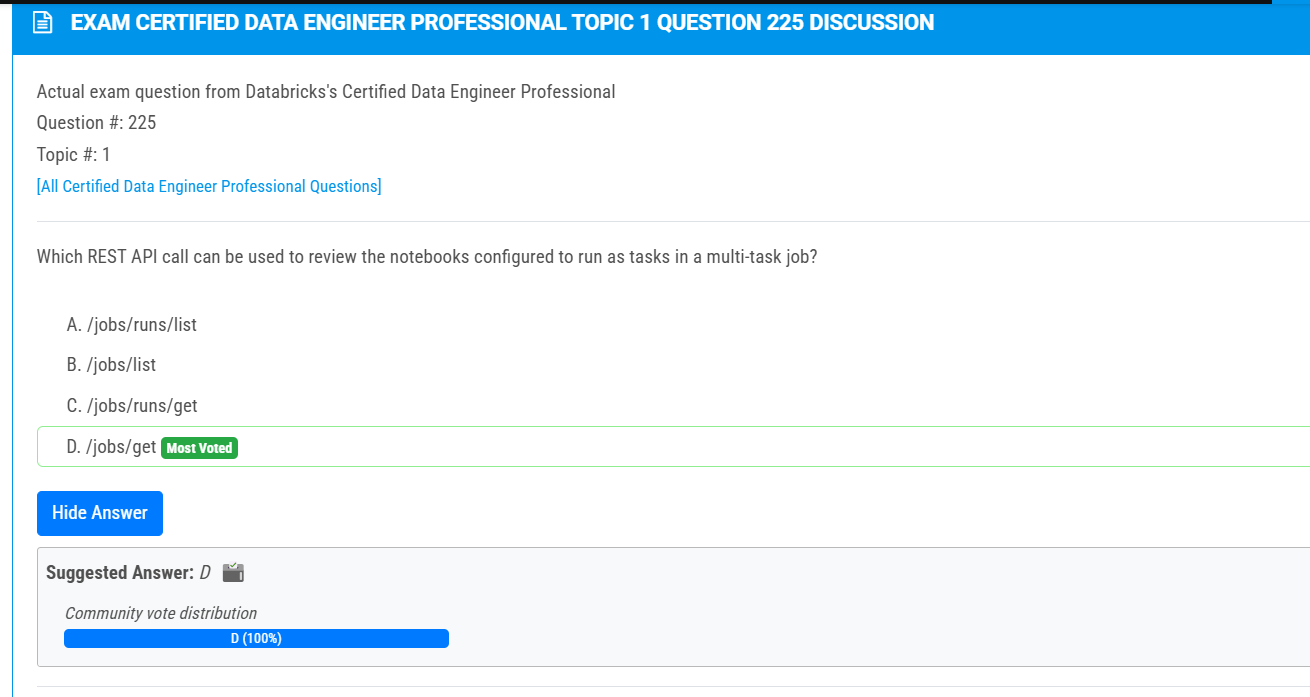 EXAM CERTIFIED DATA ENGINEER PROFESSIONAL TOPIC 1 QUESTION 225 DISCUSSION
Actual exam question from Databricks's Certified Data Engineer Professional
Question #: 225
Topic #: 1
[All Certified Data Engineer Professional Questions]
Which REST API call can be used to review the notebooks configured to run as tasks in a multi-task job?
A. /jobs/runs/list
B. /jobs/list
C. /jobs/runs/get
D. /jobs/get Most Voted
Hide Answer
Suggested Answer: D
Community vote distribution
D (100%)